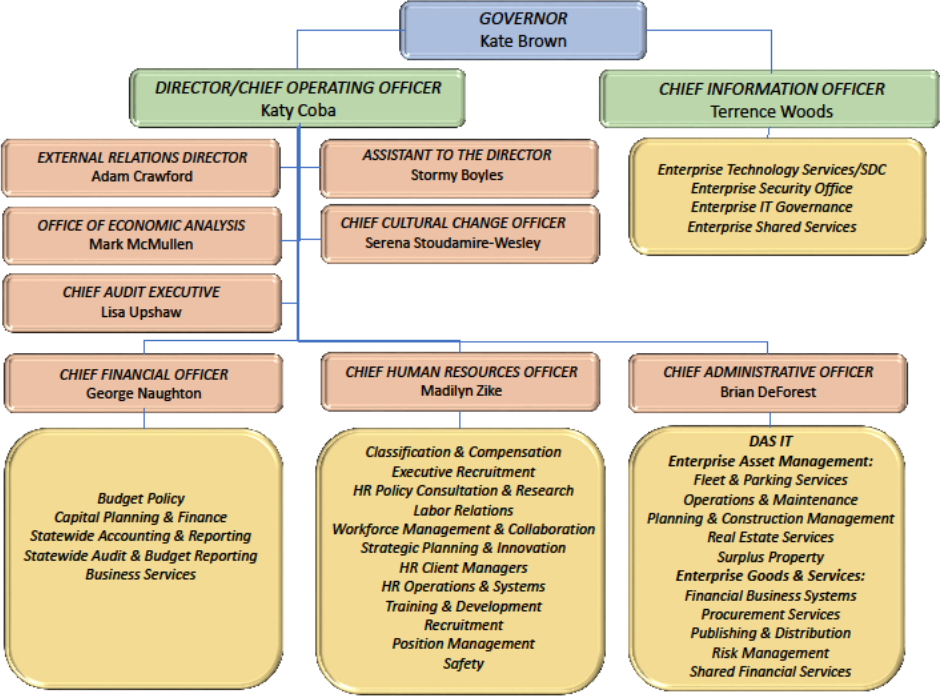 GOVERNOR
Kate Brown
DIRECTOR/CHIEF OPERATING OFFICER
Katy Coba
CHIEF INFORMATION OFFICER
Terrence Woods
EXTERNAL RELATIONS DIRECTOR
Adam Crawford
ASSISTANT TO THE DIRECTOR
Stormy Boyles
Enterprise Technology Services/SDC
Enterprise Security Office
Enterprise IT Governance
Enterprise Shared Services
OFFICE OF ECONOMIC ANALYSIS
Mark McMullen
CHIEF CULTURAL CHANGE OFFICER
Serena Stoudamire-Wesley
CHIEF AUDIT EXECUTIVE
Lisa Upshaw
CHIEF FINANCIAL OFFICER
George Naughton
CHIEF HUMAN RESOURCES OFFICER
Madilyn Zike
CHIEF ADMINISTRATIVE OFFICER
Brian DeForest
Budget Policy
Capital Planning & Finance
Statewide Accounting & Reporting
Statewide Audit & Budget Reporting
Business Services
Classification & Compensation
Executive Recruitment
HR Policy Consultation & Research
Labor Relations
Workforce Management & Collaboration
Strategic Planning & Innovation
HR Client Managers
HR Operations & Systems
Training & Development
Recruitment
Position Management
Safety
DAS IT
Enterprise Asset Management:
Fleet & Parking Services
Operations & Maintenance
Planning & Construction Management
Real Estate Services
Surplus Property
Enterprise Goods & Services:
Financial Business Systems
Procurement Services
Publishing & Distribution
Risk Management
Shared Financial Services